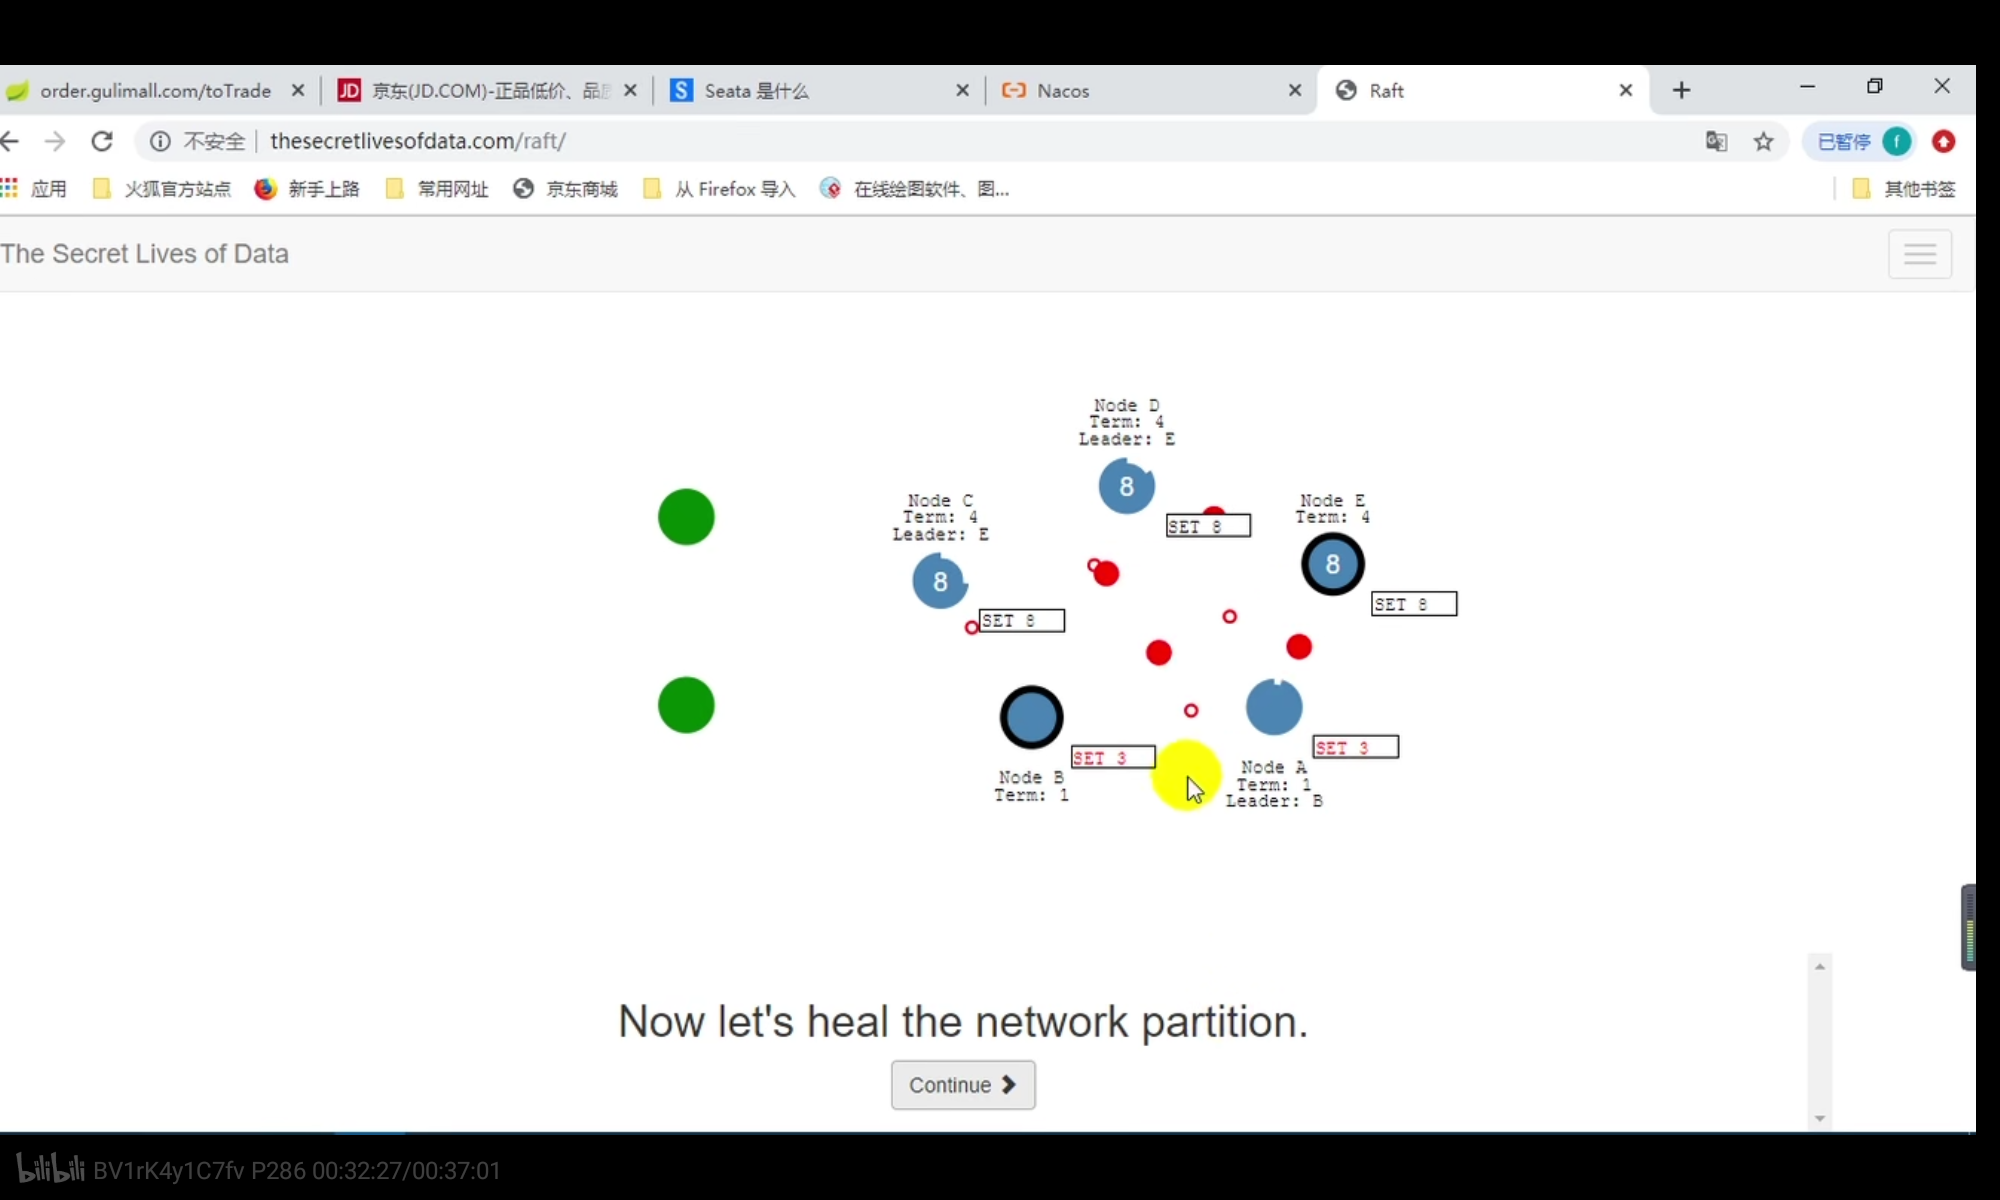 order.gulimall.com/toTrade
JD 京东(JD.COM)-正品低价、品
S Seata 是什么
Nacos
Raft
不安全 thesecretlivesofdata.com/raft/
已暂停 f
应用 火狐官方站点 新手上路 常用网址 京东商城 从 Firefox 导入 在线绘图软件、图... 其他书签
The Secret Lives of Data
Node D
Term: 4
Leader: E
8
SET 8
Node C
Term: 4
Leader: E
8
SET 8
Node E
Term: 4
8
SET 8
SET 3
Node B
Term: 1
SET 3
Node A
Term: 1
Leader: B
Now let's heal the network partition.
Continue
bilibili BV1rK4y1C7fv P286 00:32:27/00:37:01